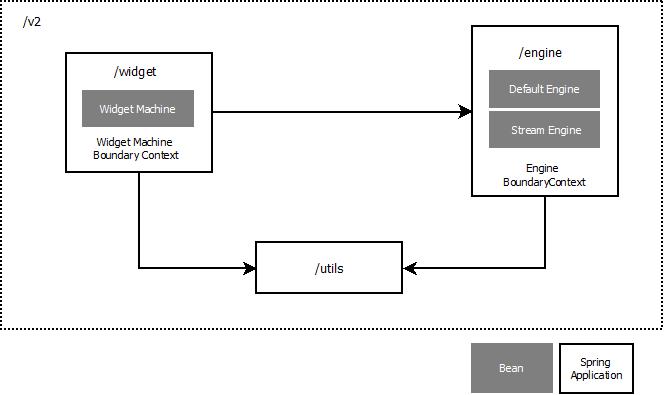 /v2
/widget
Widget Machine
Widget Machine
Boundary Context
/engine
Default Engine
Stream Engine
Engine
BoundaryContext
/utils
Bean
Spring
Application